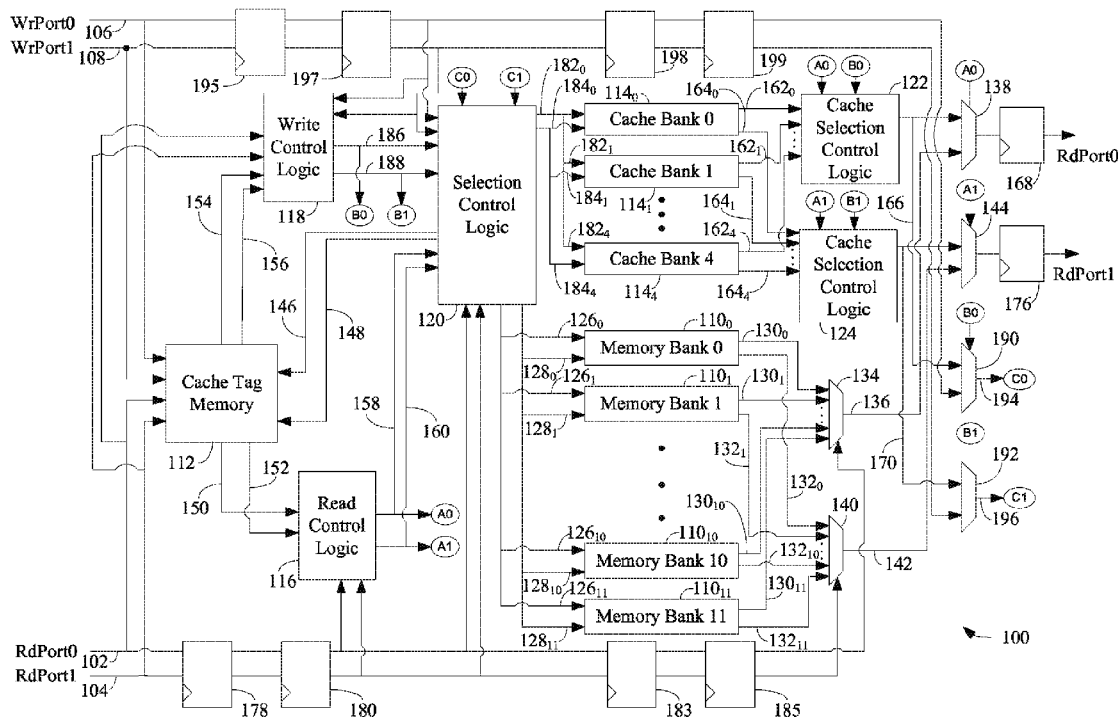 WrPort0
106
WrPort1
108
195
197
198
199
C0
C1
182₀
184₀
114₀
164₀
162₀
A0
B0
122
A0
138
Write
Control
Logic
118
186
188
B0
B1
Selection
Control
Logic
120
Cache Bank 0
182₁
184₁
Cache Bank 1
114₁
162₁
164₁
182₄
184₄
Cache Bank 4
114₄
162₄
164₄
Cache
Selection
Control
Logic
A1
B1
Cache
Selection
Control
Logic
124
166
168
RdPort0
A1
144
176
RdPort1
154
156
146
148
Cache Tag
Memory
112
158
160
126₀
128₀
110₀
Memory Bank 0
130₀
126₁
128₁
110₁
Memory Bank 1
130₁
132₁
132₀
134
136
B0
190
C0
194
B1
170
192
C1
196
150
152
Read
Control
Logic
116
A0
A1
126₁₀
128₁₀
110₁₀
Memory Bank 10
130₁₀
132₁₀
140
142
126₁₁
128₁₁
110₁₁
Memory Bank 11
130₁₁
132₁₁
RdPort0
102
RdPort1
104
178
180
183
185
100